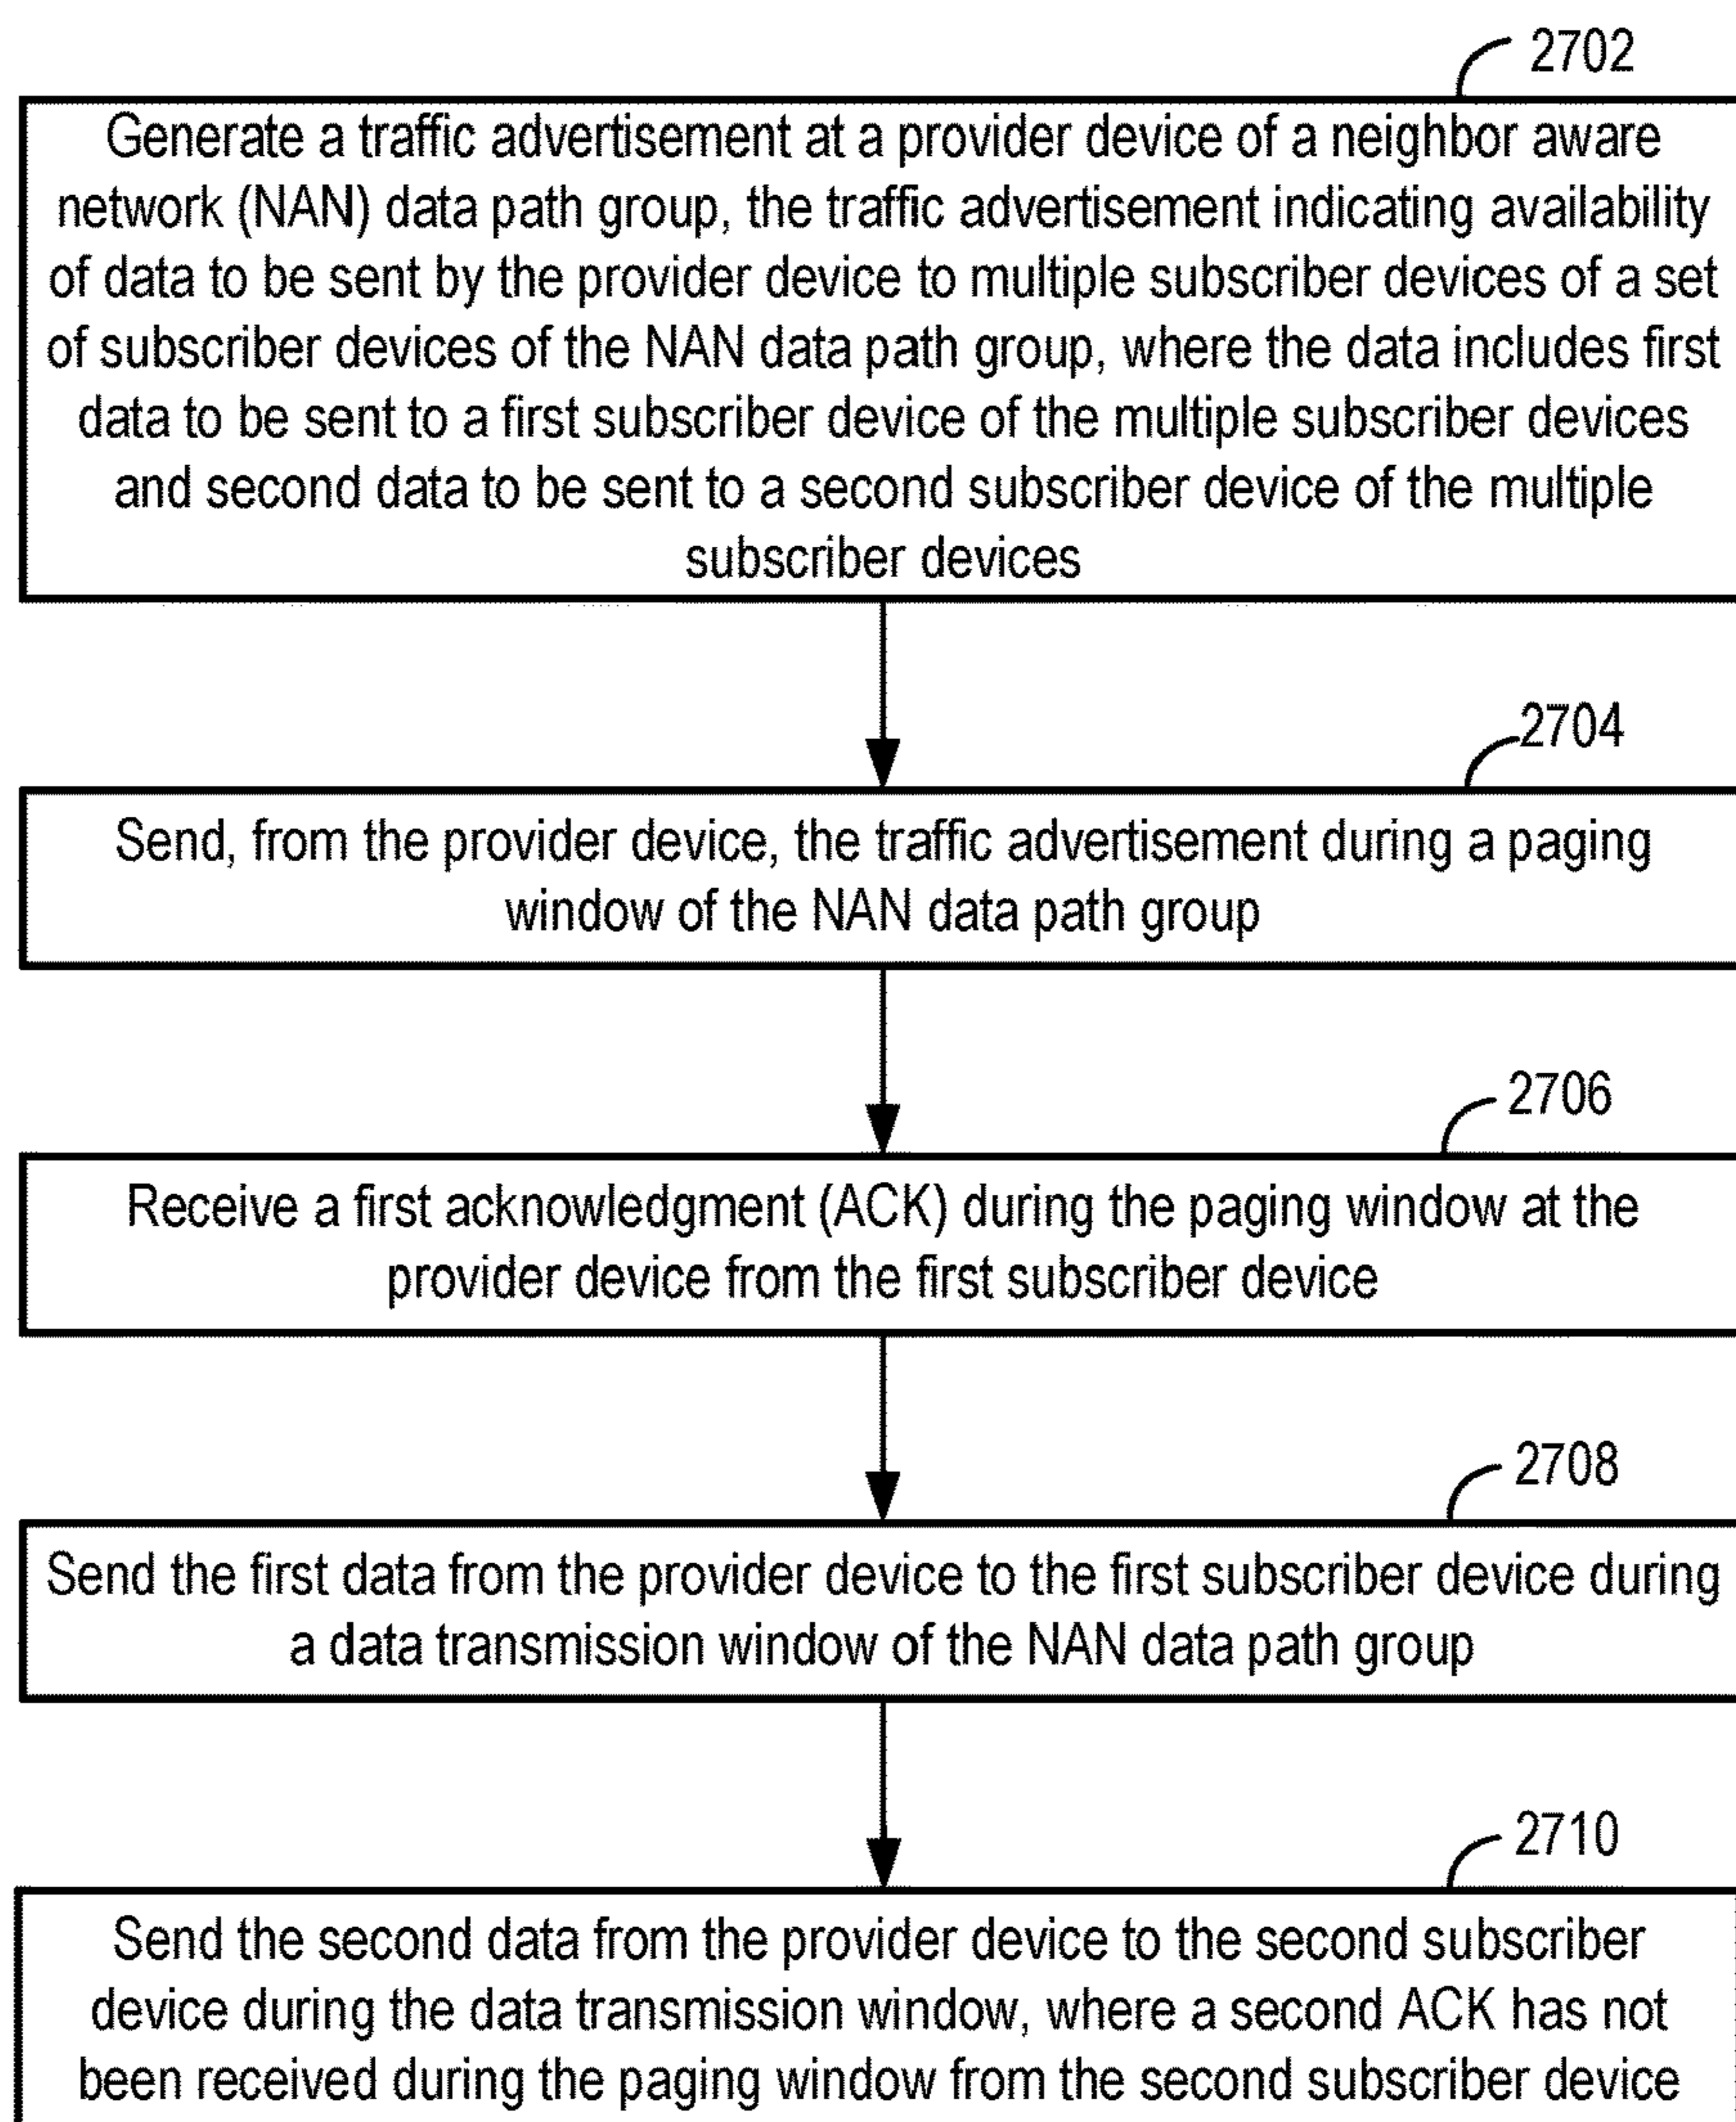 2702
Generate a traffic advertisement at a provider device of a neighbor aware
network (NAN) data path group, the traffic advertisement indicating availability
of data to be sent by the provider device to multiple subscriber devices of a set
of subscriber devices of the NAN data path group, where the data includes first
data to be sent to a first subscriber device of the multiple subscriber devices
and second data to be sent to a second subscriber device of the multiple
subscriber devices
2704
Send, from the provider device, the traffic advertisement during a paging
window of the NAN data path group
2706
Receive a first acknowledgment (ACK) during the paging window at the
provider device from the first subscriber device
2708
Send the first data from the provider device to the first subscriber device during
a data transmission window of the NAN data path group
2710
Send the second data from the provider device to the second subscriber
device during the data transmission window, where a second ACK has not
been received during the paging window from the second subscriber device